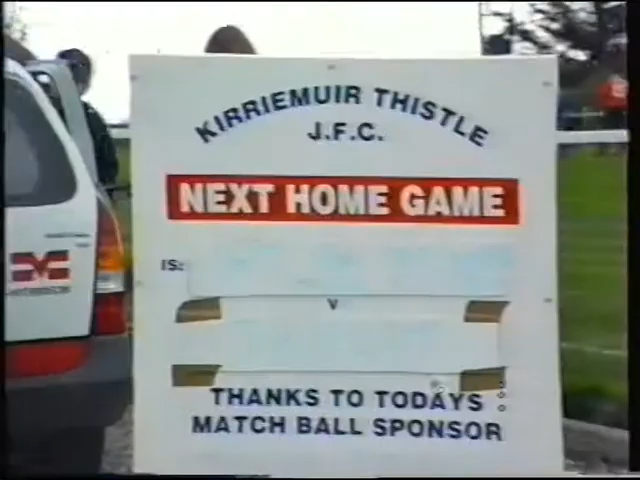 KIRRIEMUIR THISTLE
J.F.C.
NEXT HOME GAME
IS:
V
THANKS TO TODAYS
MATCH BALL SPONSOR